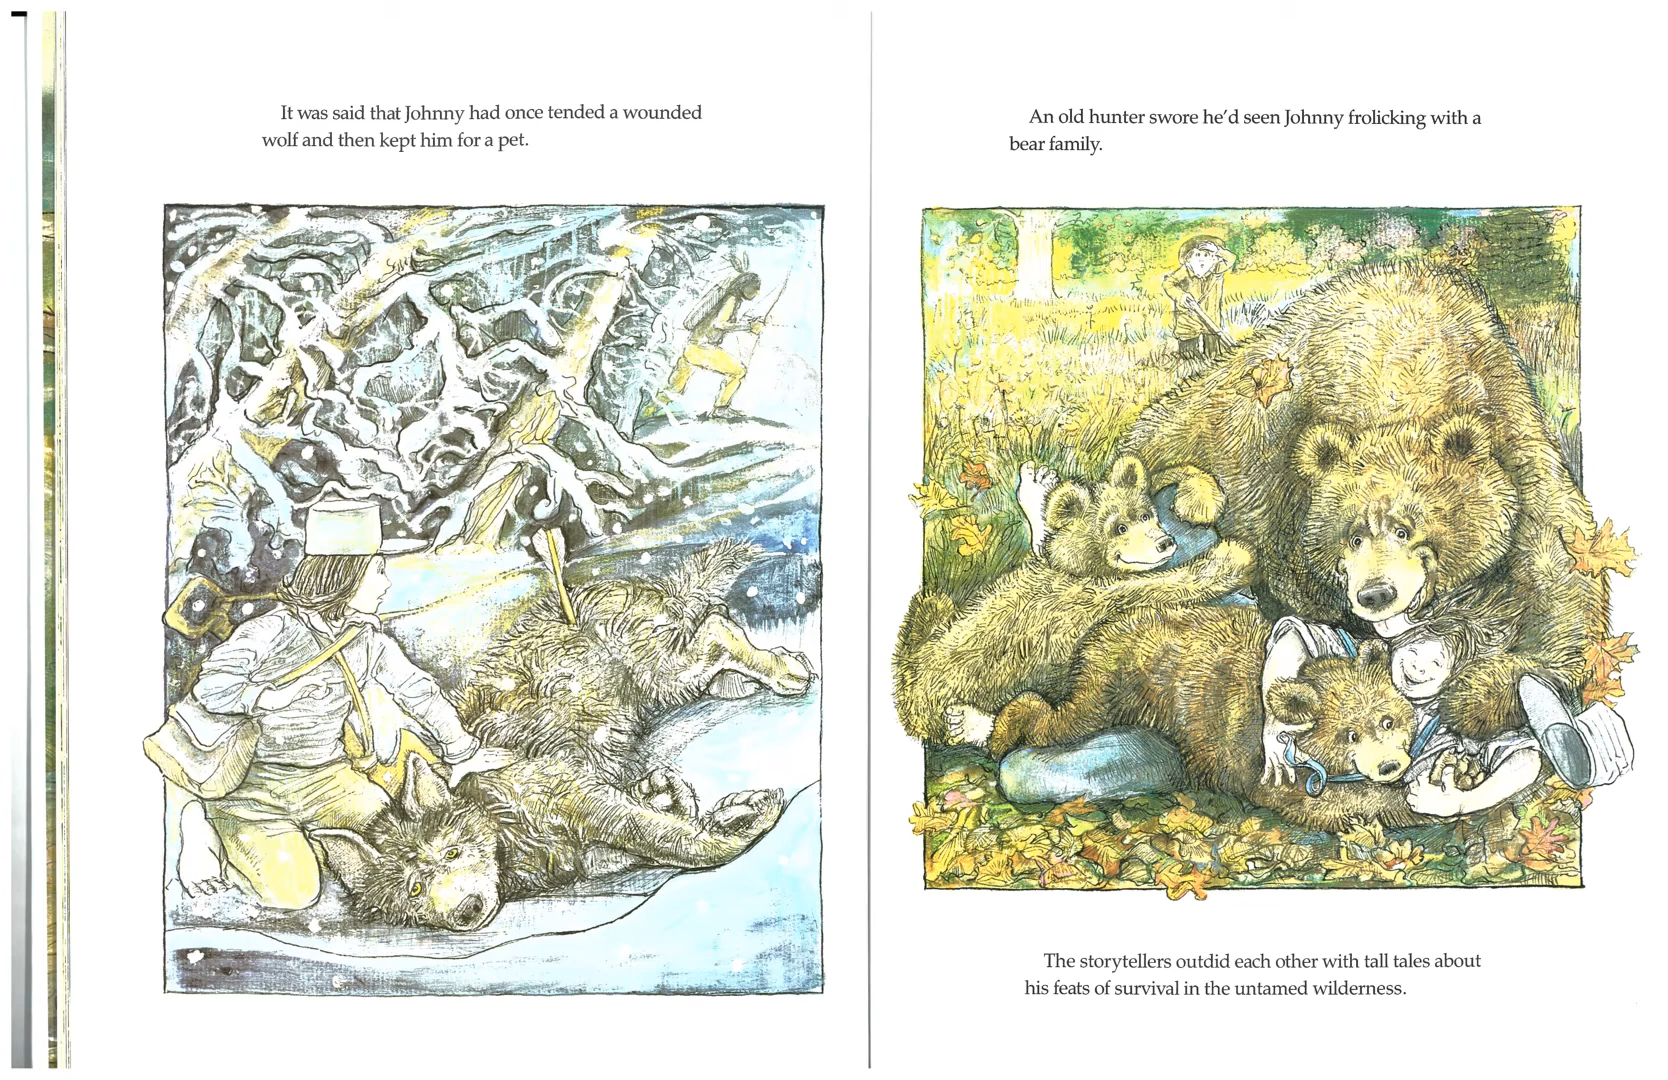 It was said that Johnny had once tended a wounded
wolf and then kept him for a pet.
An old hunter swore he'd seen Johnny frolicking with a
bear family.
The storytellers outdid each other with tall tales about
his feats of survival in the untamed wilderness.